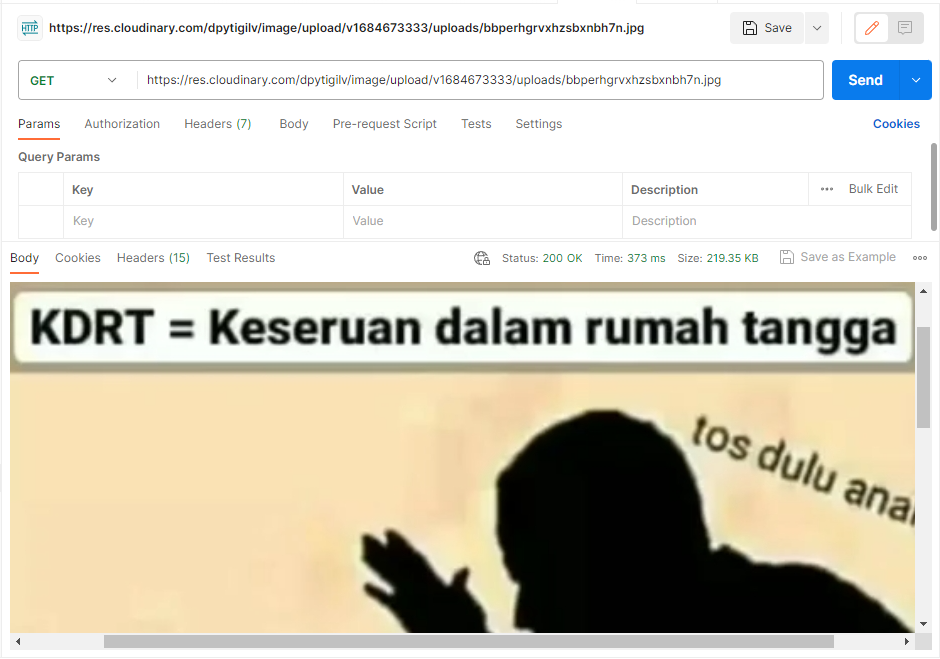 HTTP https://res.cloudinary.com/dpytigilv/image/upload/v1684673333/uploads/bbperhgrvxhzsbxnbh7n.jpg Save
GET https://res.cloudinary.com/dpytigilv/image/upload/v1684673333/uploads/bbperhgrvxhzsbxnbh7n.jpg Send
Params Authorization Headers (7) Body Pre-request Script Tests Settings Cookies
Query Params
Key Value Description ••• Bulk Edit
Key Value Description
Body Cookies Headers (15) Test Results Status: 200 OK Time: 373 ms Size: 219.35 KB Save as Example
KDRT = Keseruan dalam rumah tangga
tos dulu